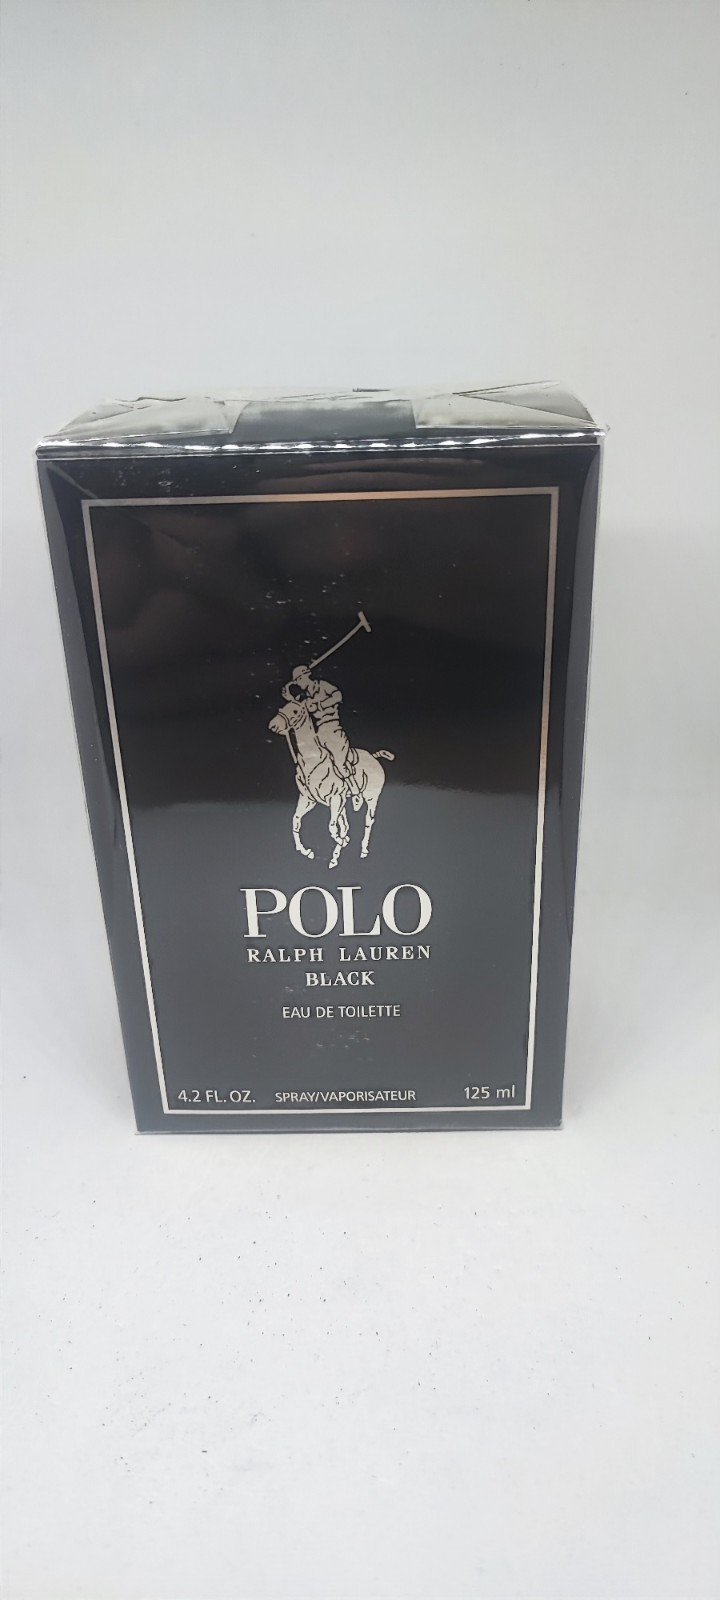 POLO
RALPH LAUREN
BLACK
EAU DE TOILETTE
4.2 FL. OZ. SPRAY/VAPORISATEUR 125 ml